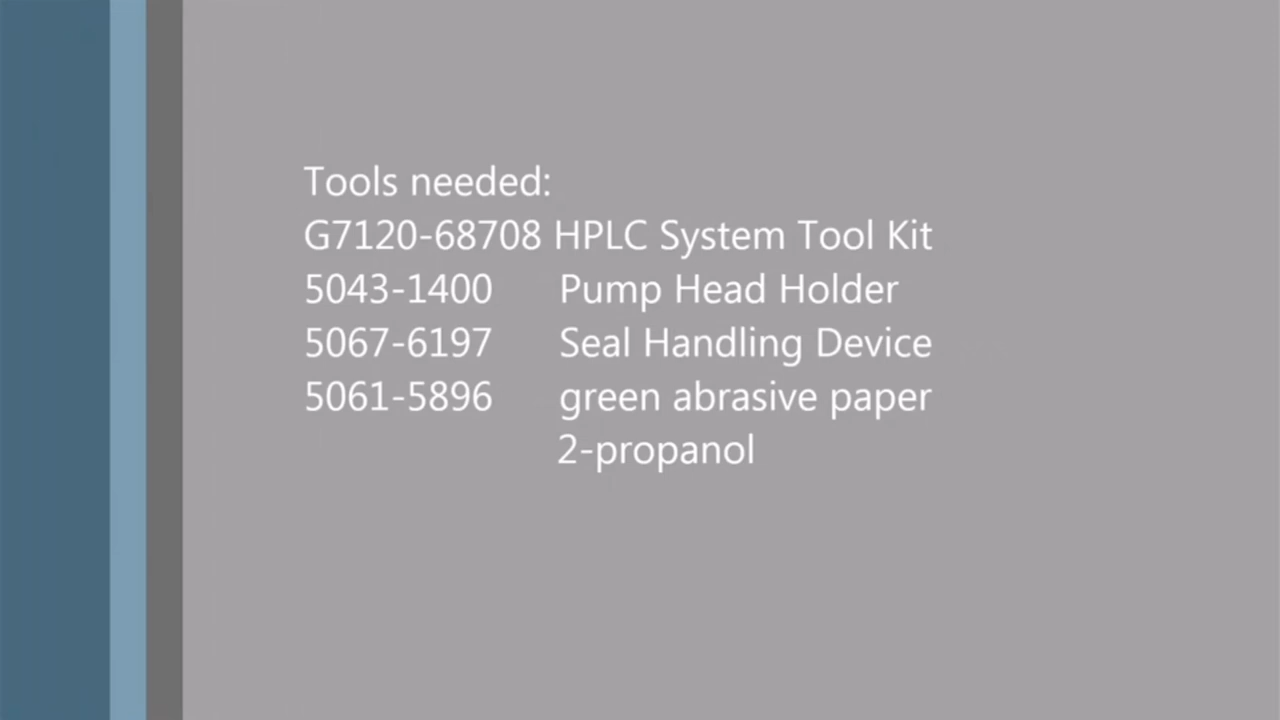 Tools needed:
G7120-68708 HPLC System Tool Kit
5043-1400 Pump Head Holder
5067-6197 Seal Handling Device
5061-5896 green abrasive paper
2-propanol